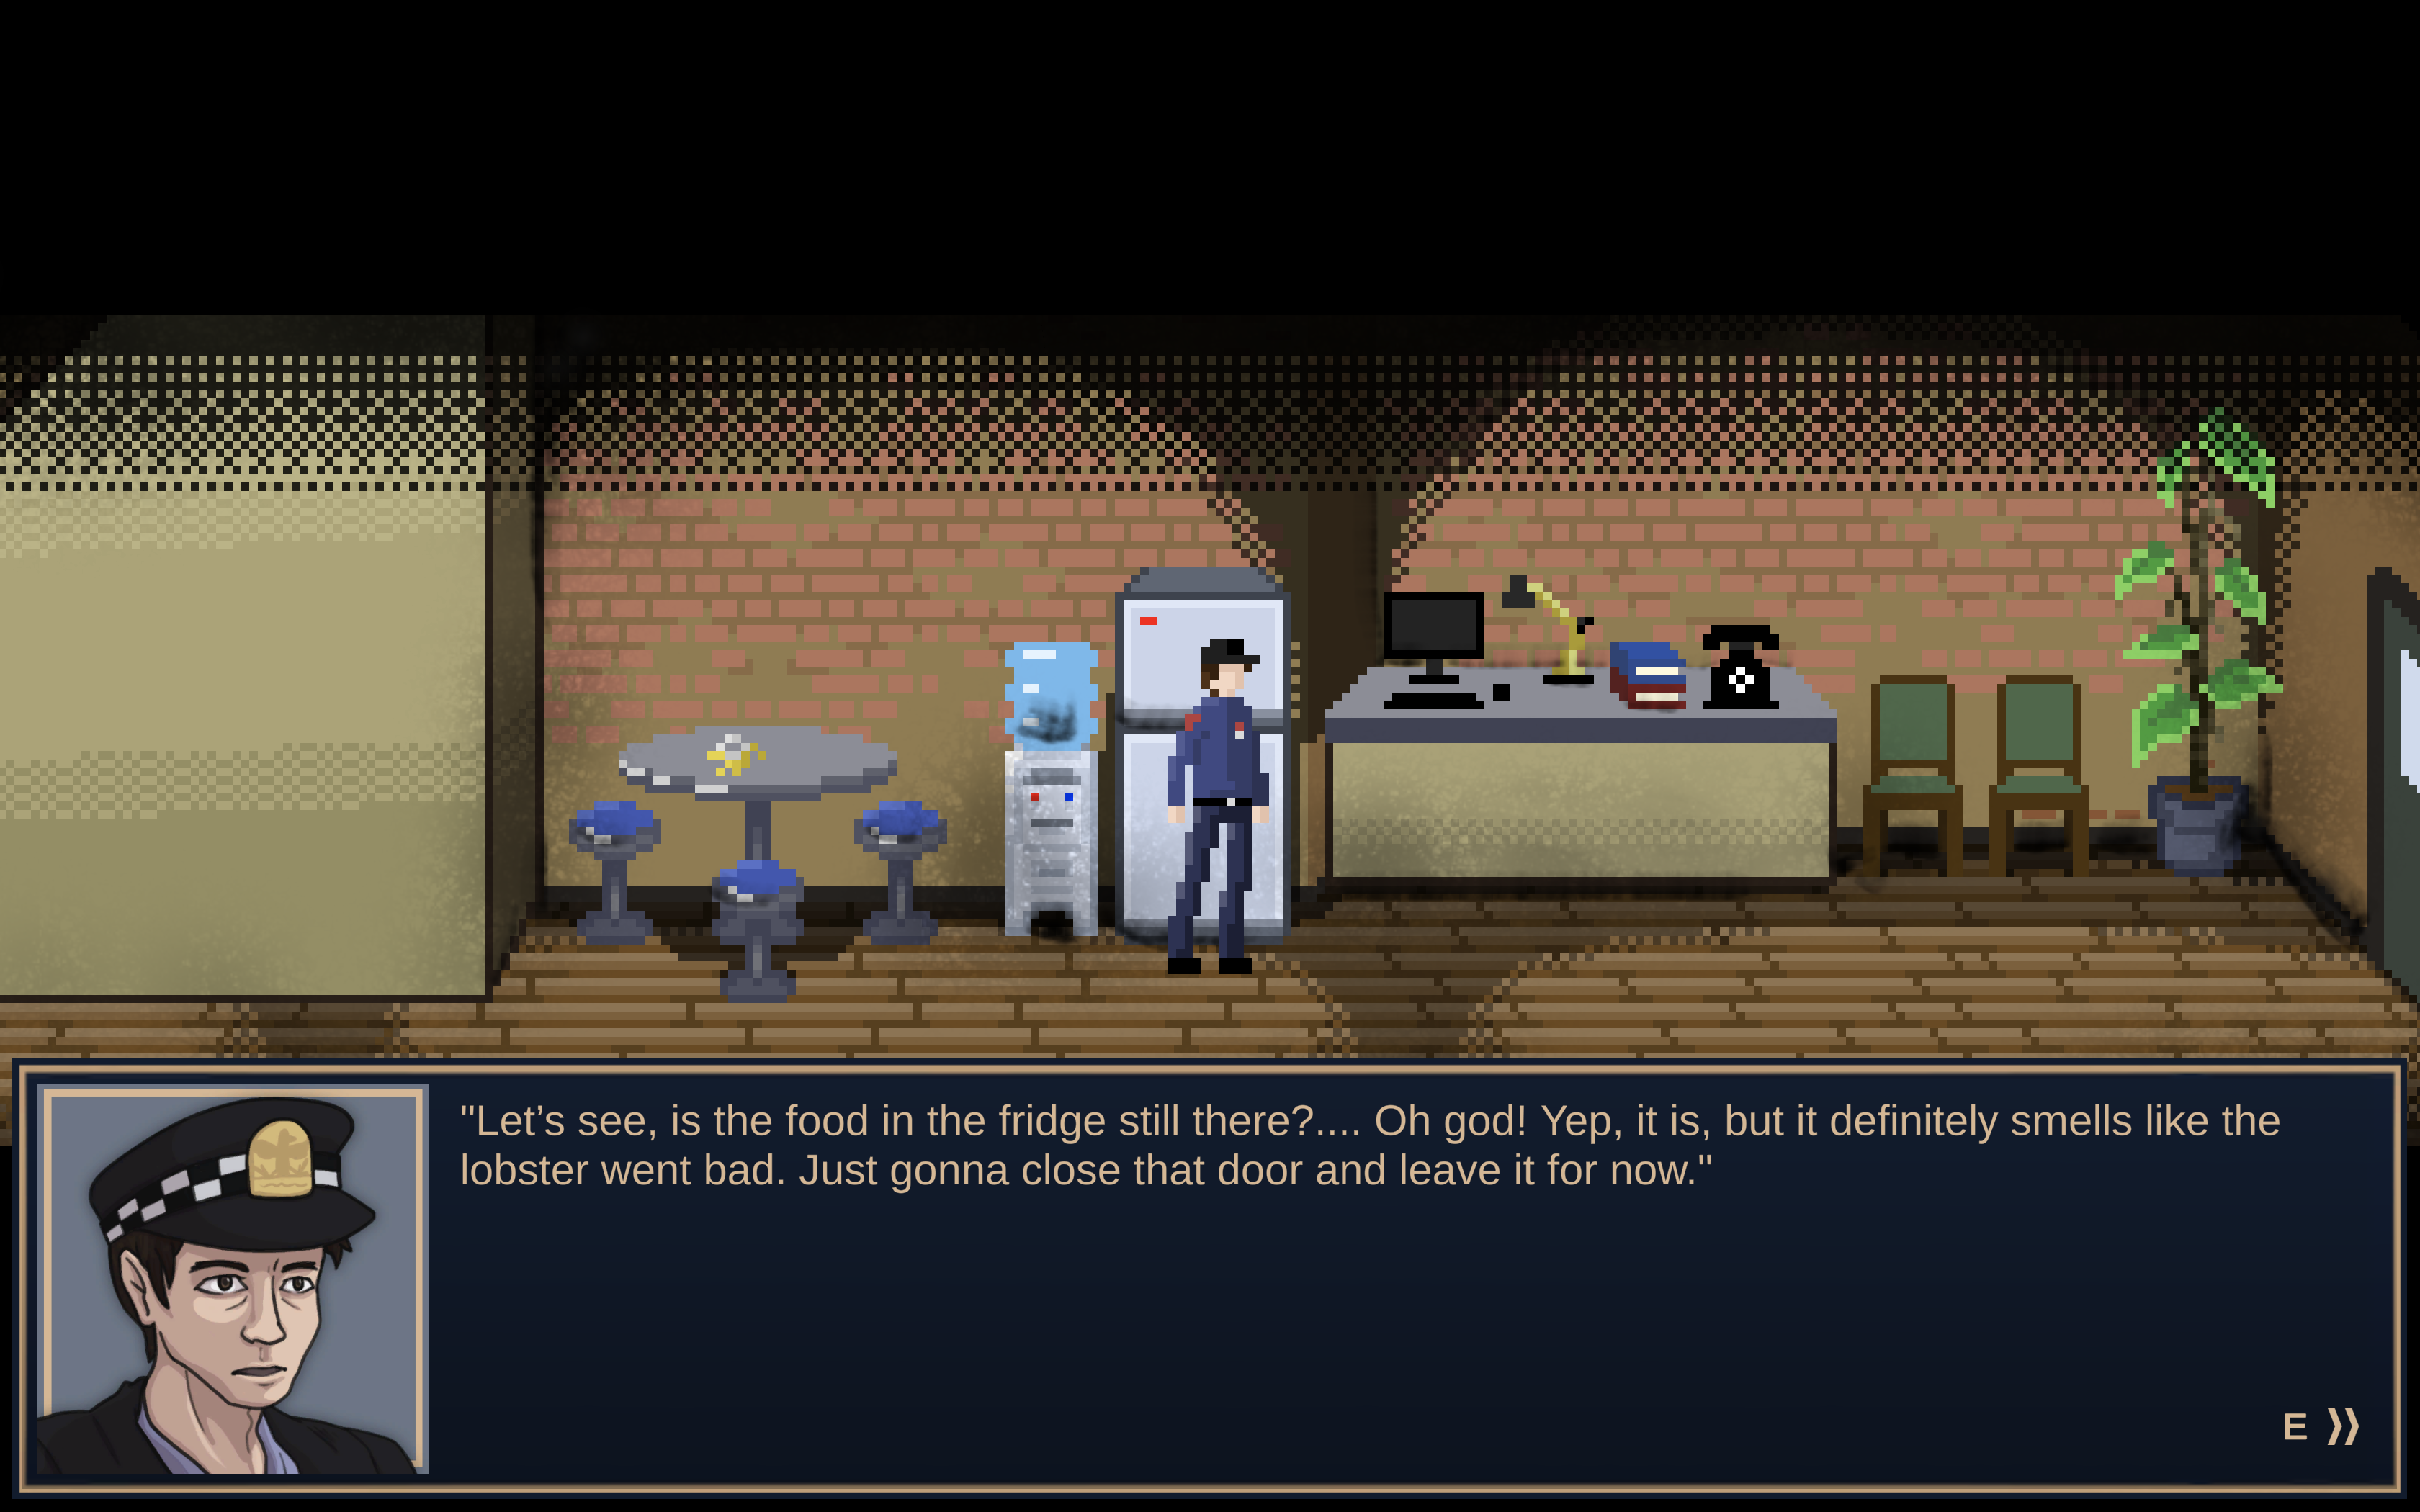 "Let’s see, is the food in the fridge still there?.... Oh god! Yep, it is, but it definitely smells like the
lobster went bad. Just gonna close that door and leave it for now."
E